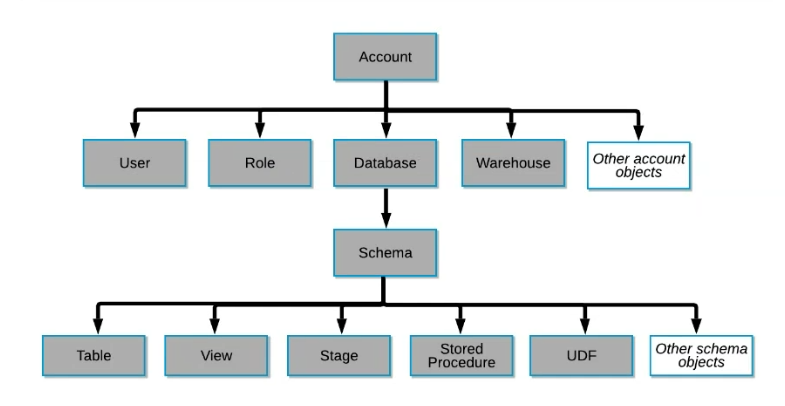 Account
User
Role
Database
Warehouse
Other account
objects
Schema
Table
View
Stage
Stored
Procedure
UDF
Other schema
objects